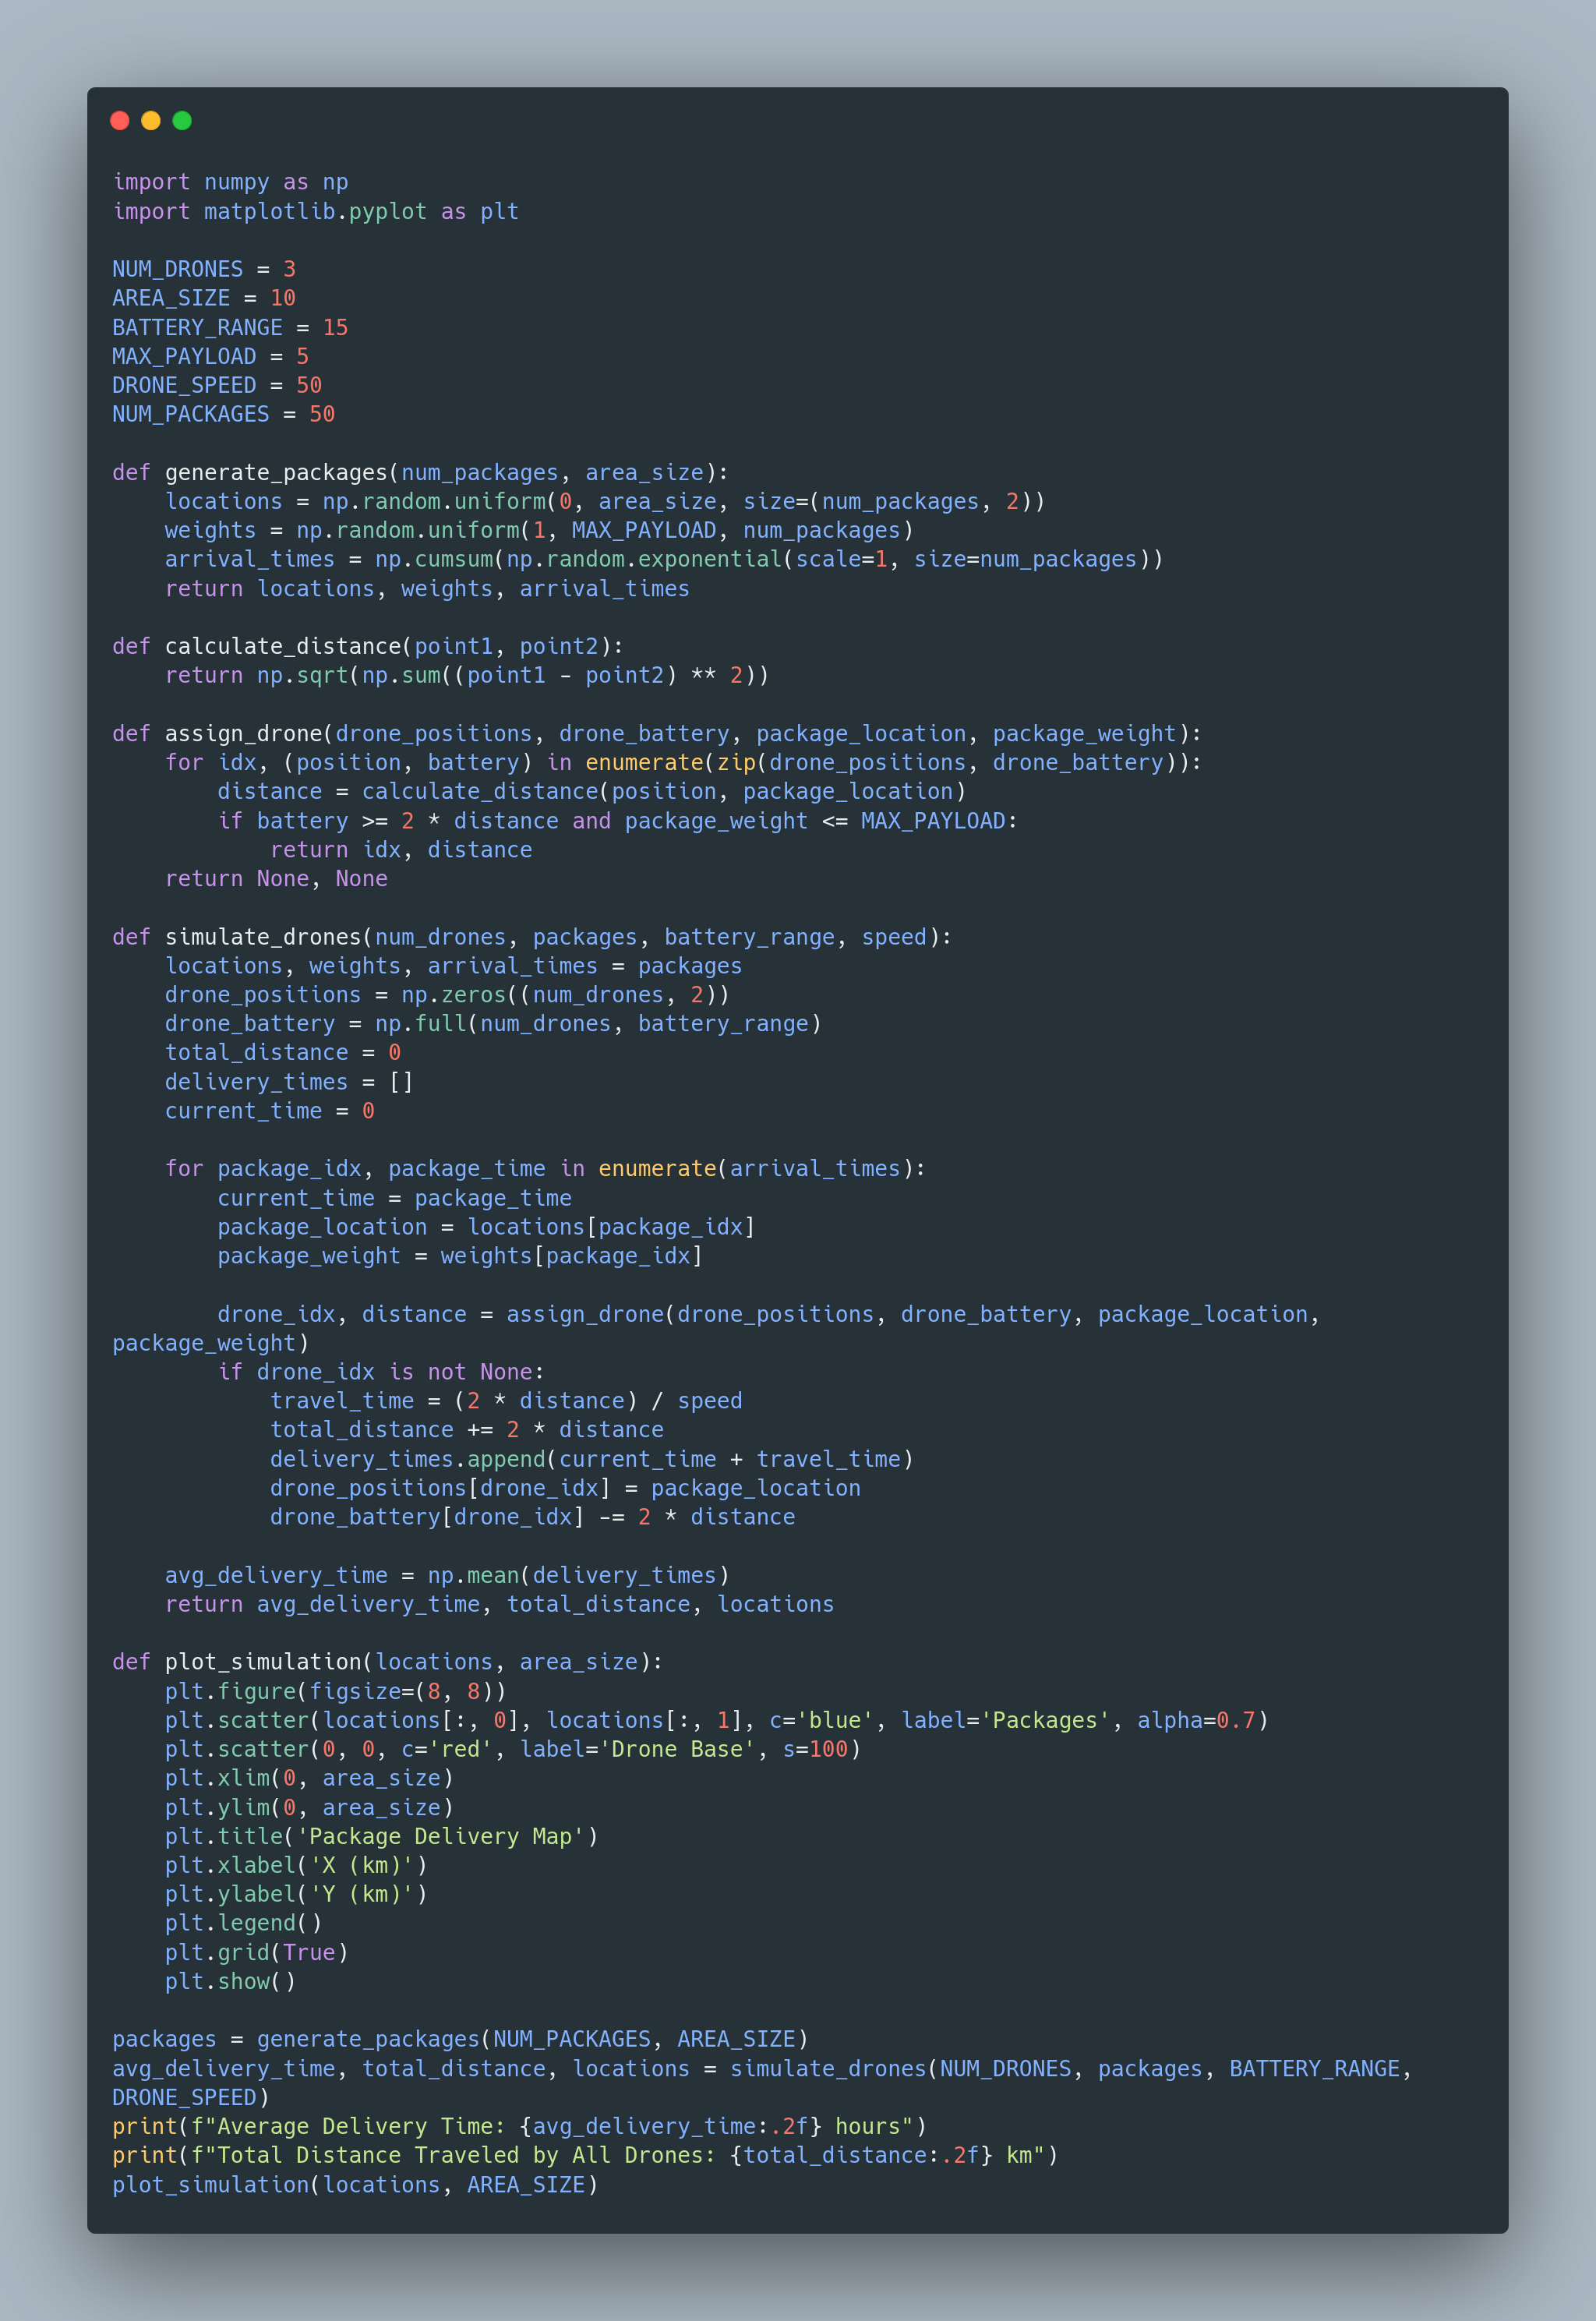 import numpy as np
import matplotlib.pyplot as plt

NUM_DRONES = 3
AREA_SIZE = 10
BATTERY_RANGE = 15
MAX_PAYLOAD = 5
DRONE_SPEED = 50
NUM_PACKAGES = 50

def generate_packages(num_packages, area_size):
    locations = np.random.uniform(0, area_size, size=(num_packages, 2))
    weights = np.random.uniform(1, MAX_PAYLOAD, num_packages)
    arrival_times = np.cumsum(np.random.exponential(scale=1, size=num_packages))
    return locations, weights, arrival_times

def calculate_distance(point1, point2):
    return np.sqrt(np.sum((point1 - point2) ** 2))

def assign_drone(drone_positions, drone_battery, package_location, package_weight):
    for idx, (position, battery) in enumerate(zip(drone_positions, drone_battery)):
        distance = calculate_distance(position, package_location)
        if battery >= 2 * distance and package_weight <= MAX_PAYLOAD:
            return idx, distance
    return None, None

def simulate_drones(num_drones, packages, battery_range, speed):
    locations, weights, arrival_times = packages
    drone_positions = np.zeros((num_drones, 2))
    drone_battery = np.full(num_drones, battery_range)
    total_distance = 0
    delivery_times = []
    current_time = 0

    for package_idx, package_time in enumerate(arrival_times):
        current_time = package_time
        package_location = locations[package_idx]
        package_weight = weights[package_idx]

        drone_idx, distance = assign_drone(drone_positions, drone_battery, package_location,
package_weight)
        if drone_idx is not None:
            travel_time = (2 * distance) / speed
            total_distance += 2 * distance
            delivery_times.append(current_time + travel_time)
            drone_positions[drone_idx] = package_location
            drone_battery[drone_idx] -= 2 * distance

    avg_delivery_time = np.mean(delivery_times)
    return avg_delivery_time, total_distance, locations

def plot_simulation(locations, area_size):
    plt.figure(figsize=(8, 8))
    plt.scatter(locations[:, 0], locations[:, 1], c='blue', label='Packages', alpha=0.7)
    plt.scatter(0, 0, c='red', label='Drone Base', s=100)
    plt.xlim(0, area_size)
    plt.ylim(0, area_size)
    plt.title('Package Delivery Map')
    plt.xlabel('X (km)')
    plt.ylabel('Y (km)')
    plt.legend()
    plt.grid(True)
    plt.show()

packages = generate_packages(NUM_PACKAGES, AREA_SIZE)
avg_delivery_time, total_distance, locations = simulate_drones(NUM_DRONES, packages, BATTERY_RANGE,
DRONE_SPEED)
print(f"Average Delivery Time: {avg_delivery_time:.2f} hours")
print(f"Total Distance Traveled by All Drones: {total_distance:.2f} km")
plot_simulation(locations, AREA_SIZE)